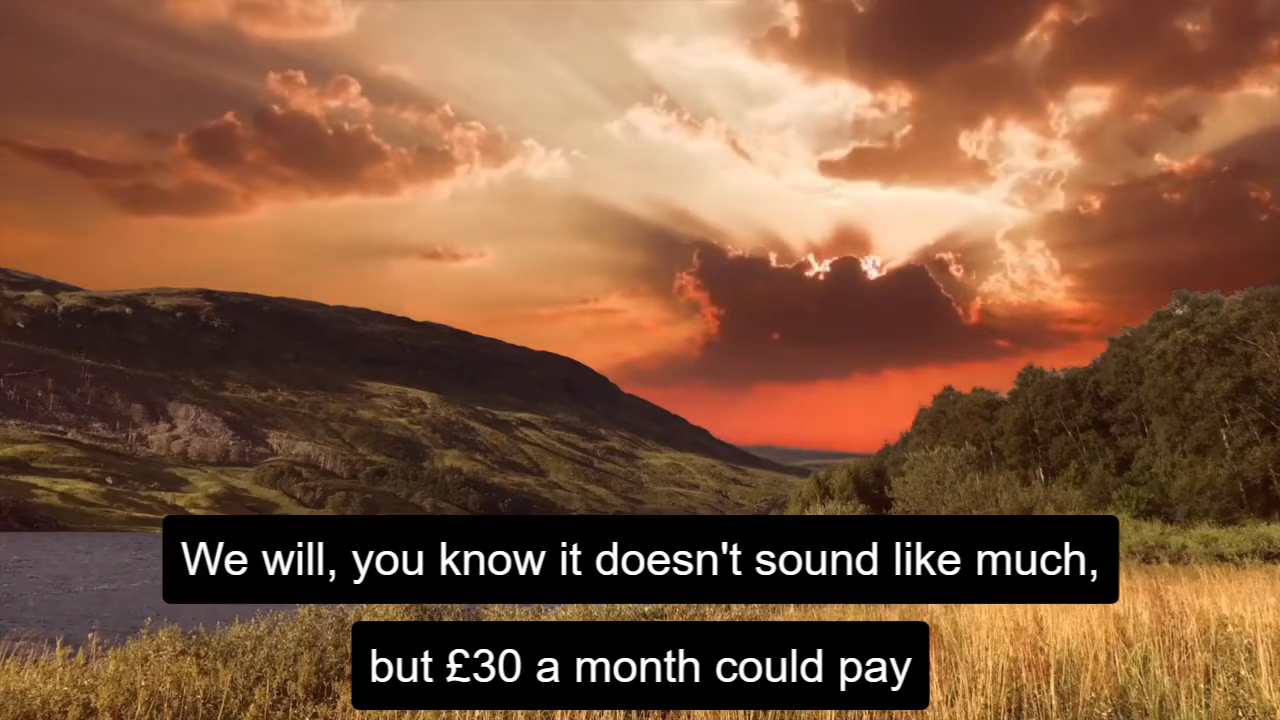 We will, you know it doesn't sound like much,
but £30 a month could pay